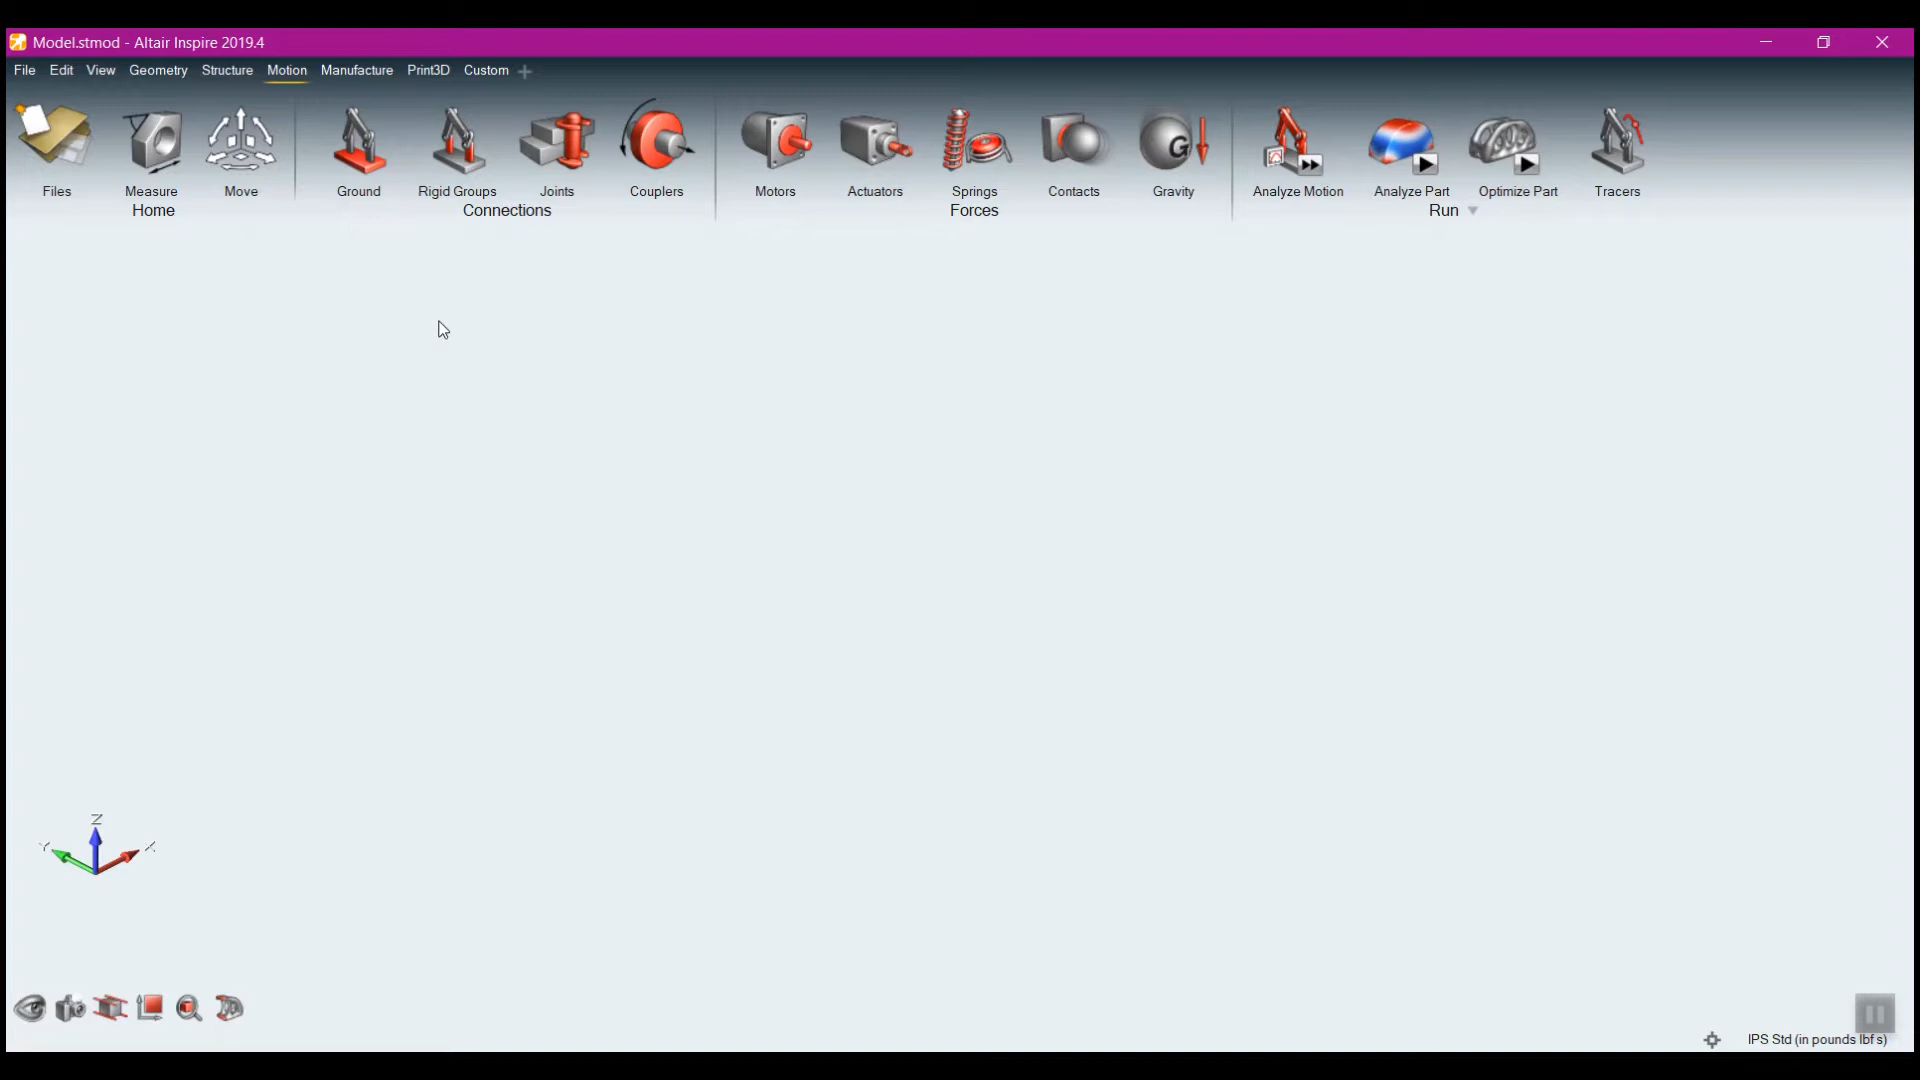 Model.stmod - Altair Inspire 2019.4
File Edit View Geometry Structure Motion Manufacture Print3D Custom
Files Measure Move Ground Rigid Groups Joints Couplers Motors Actuators Springs Contacts G Gravity Analyze Motion Analyze Part Optimize Part Tracers
Home Connections Forces Run
Z
Y X
IPS Std (in pounds lbf s)